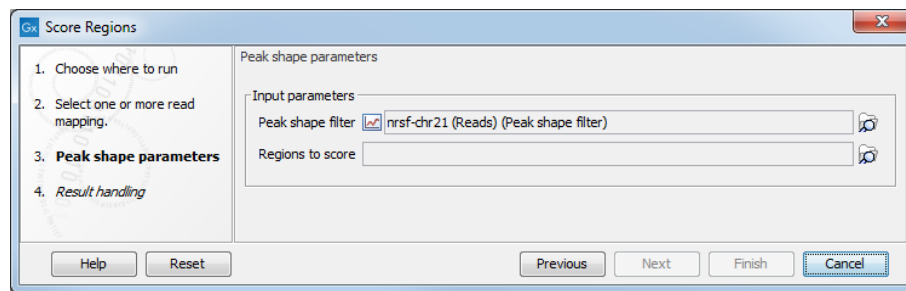 Gx Score Regions
1. Choose where to run
2. Select one or more read
mapping.
3. Peak shape parameters
4. Result handling
Peak shape parameters
Input parameters
Peak shape filter nrsf-chr21 (Reads) (Peak shape filter)
Regions to score
Help Reset Previous Next Finish Cancel